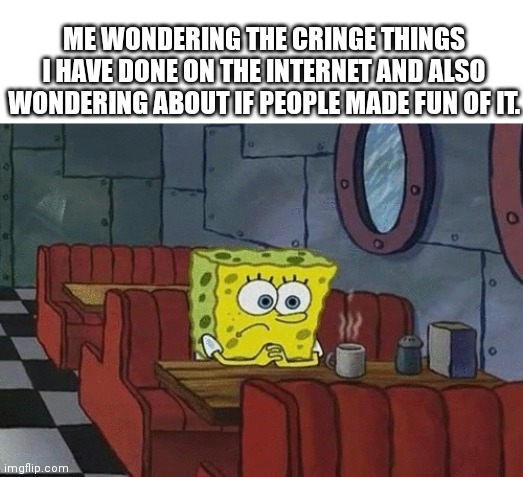 ME WONDERING THE CRINGE THINGS
I HAVE DONE ON THE INTERNET AND ALSO
WONDERING ABOUT IF PEOPLE MADE FUN OF IT.
imgflip.com